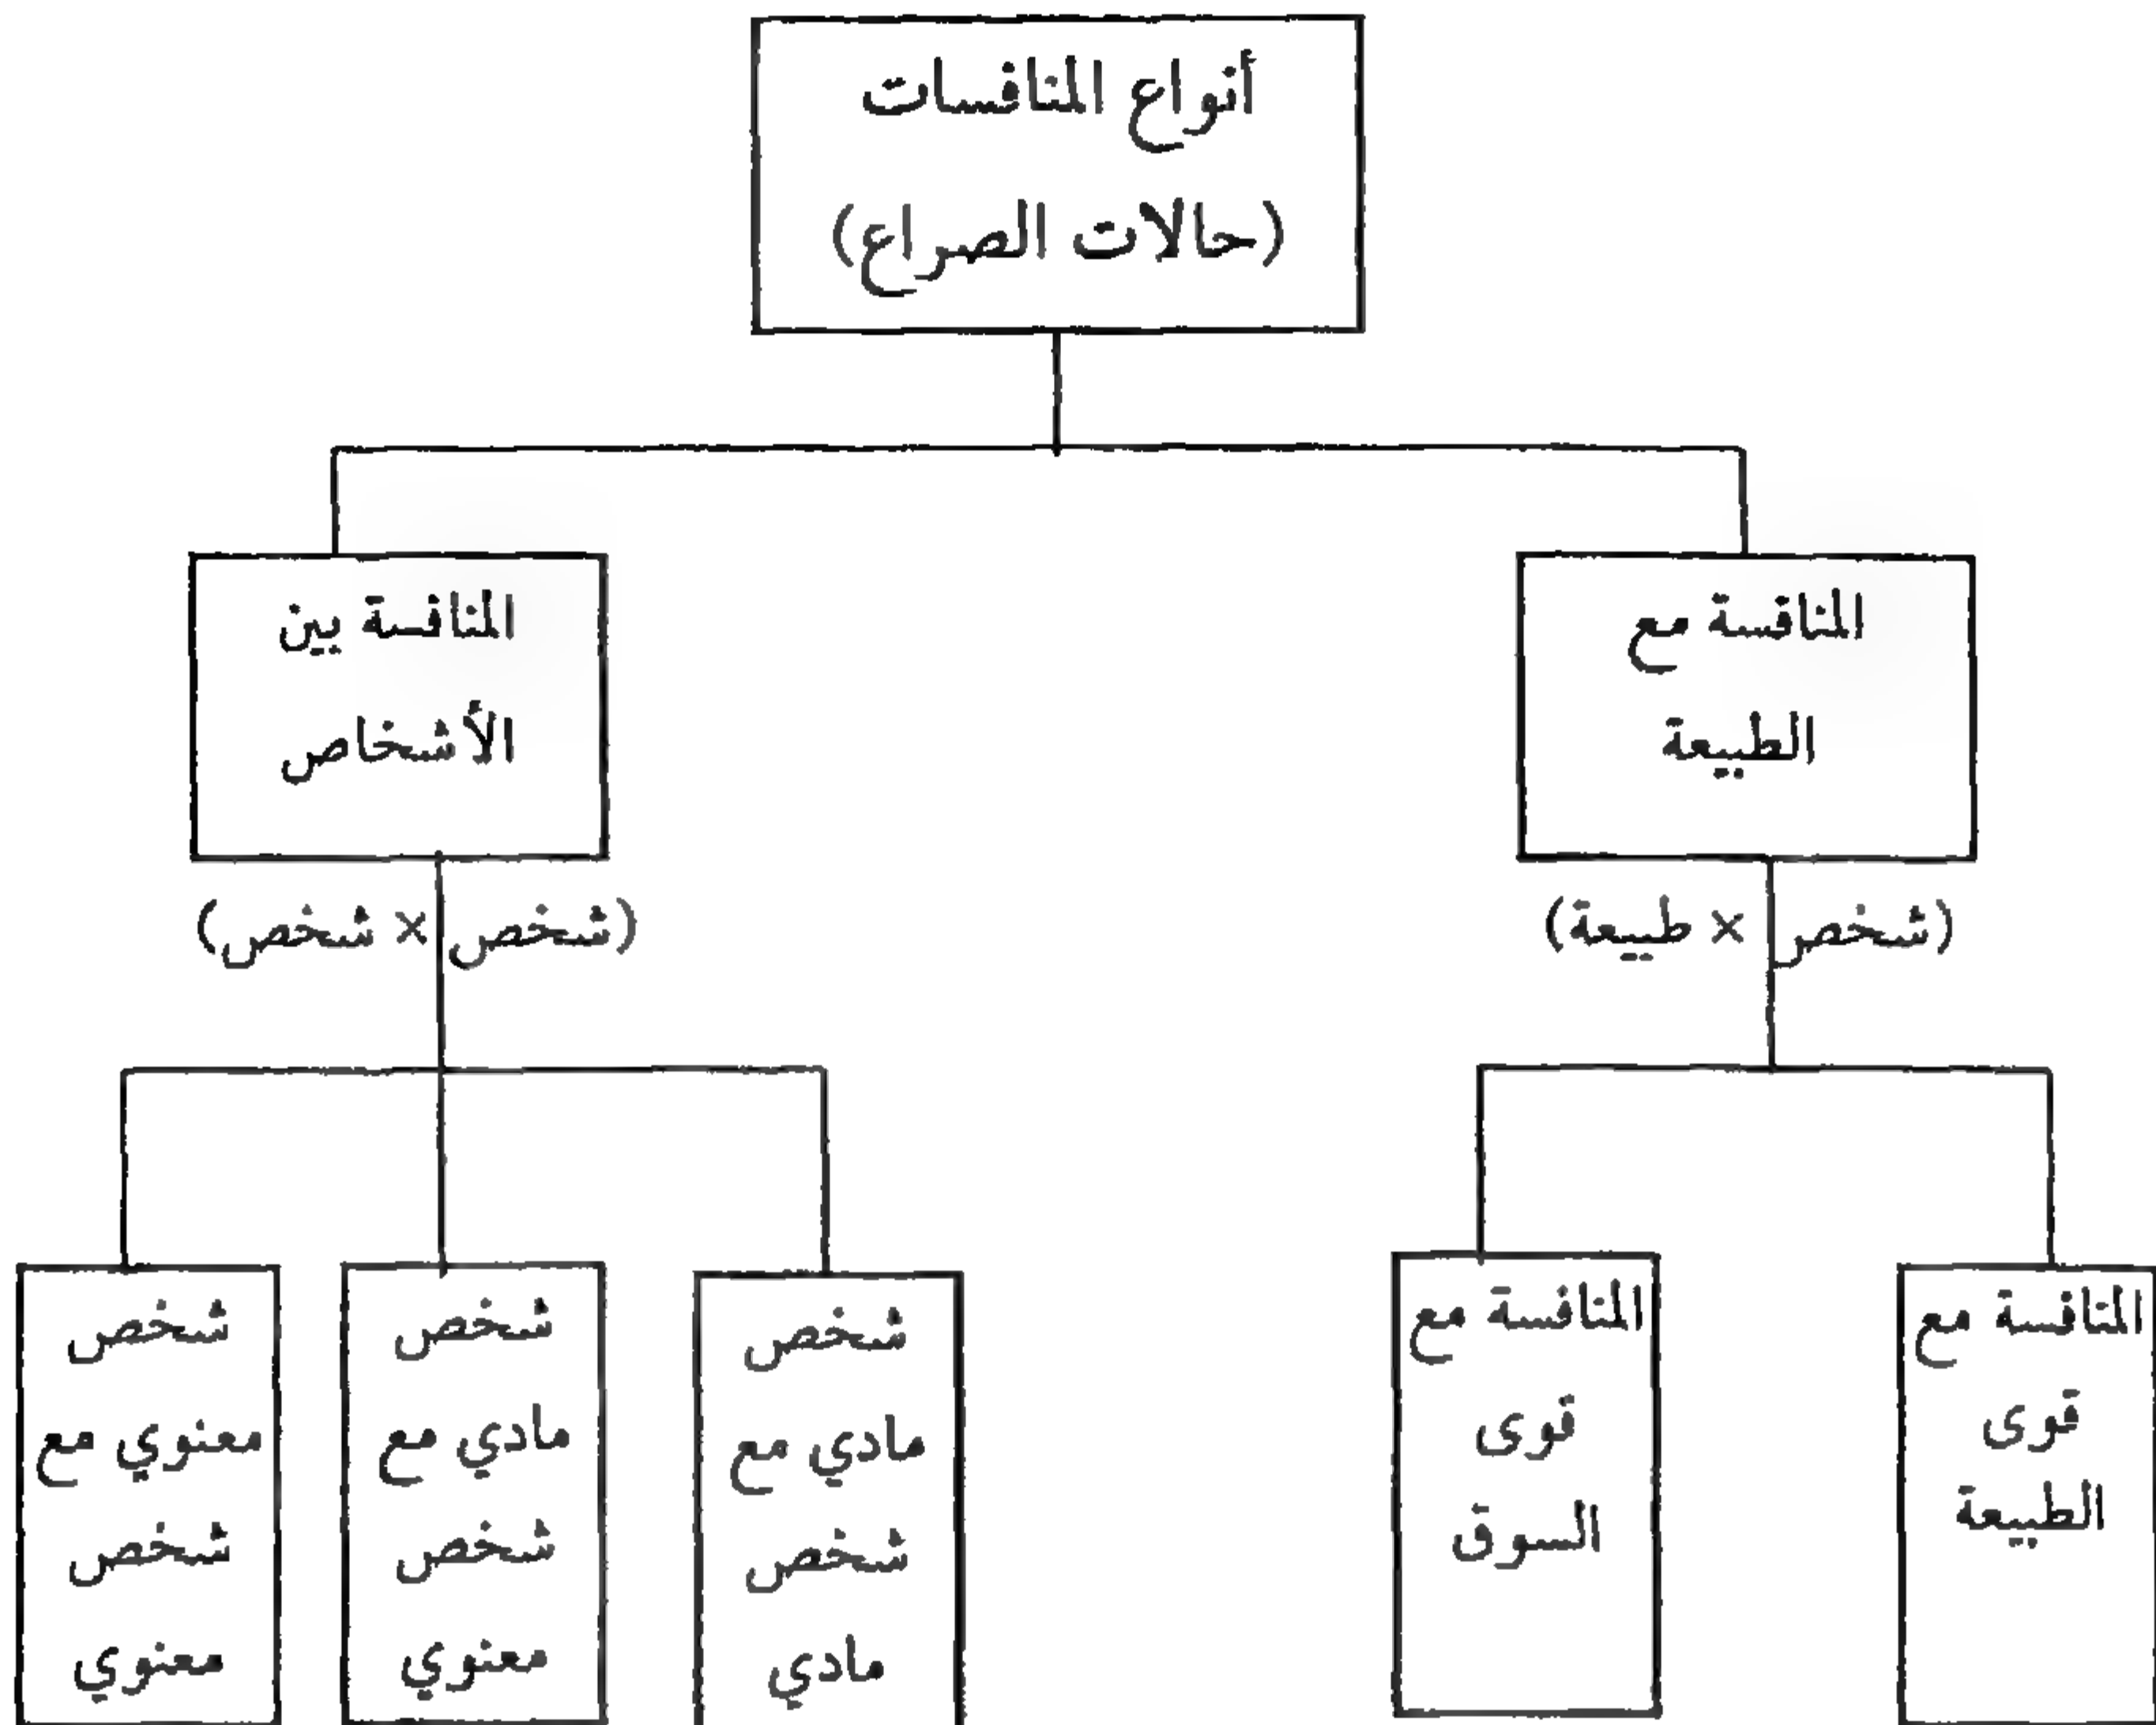 أنواع المنافسات
(حالات الصراع)
المنافسة مع
الطبيعة
المنافسة بين
الأشخاص
(شخص × طبيعة)
(شخص × شخص)
المنافسة مع
قوى
الطبيعة
المنافسة مع
قوى
السوق
شخص
مادي مع
شخص
مادي
شخص
مادي مع
شخص
معنوي
شخص
معنوي مع
شخص
معنوي